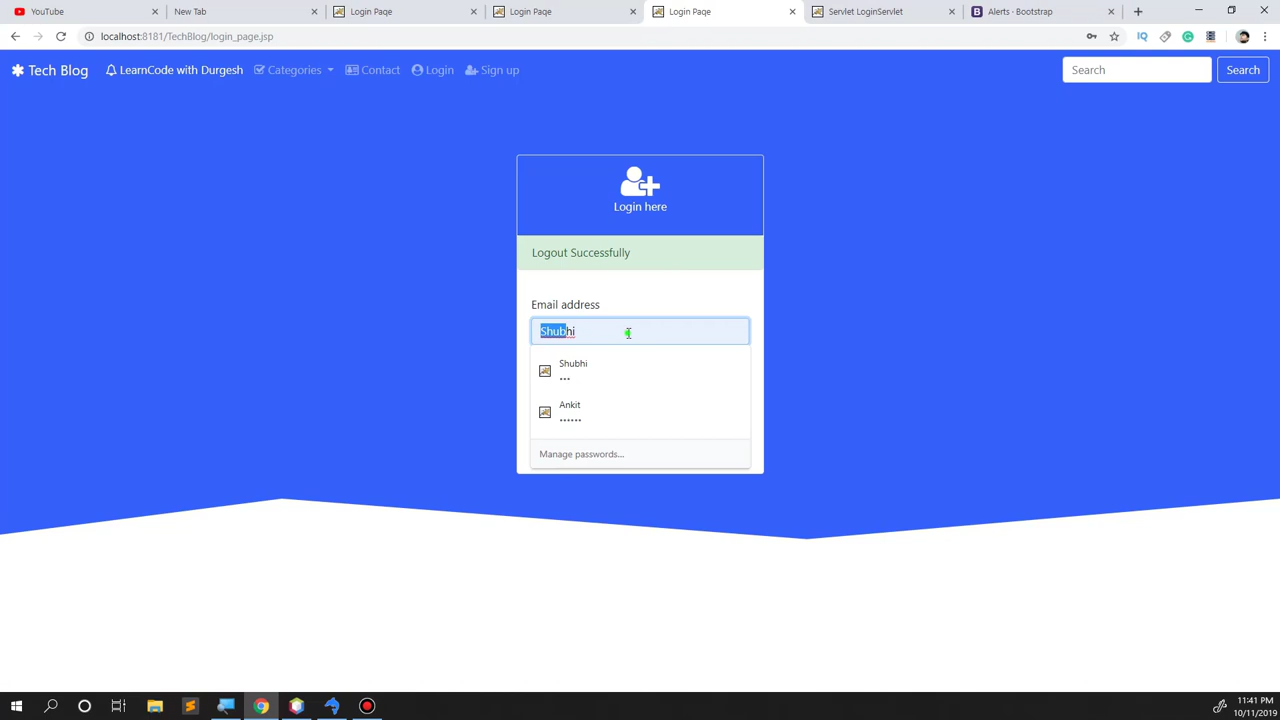 YouTube
New Tab
Login Page
Login Page
Login Page
Servlet LoginServlet
Alerts · Bootstrap
localhost:8181/TechBlog/login_page.jsp
Tech Blog
LearnCode with Durgesh
Categories
Contact
Login
Sign up
Search
Search
Login here
Logout Successfully
Email address
Shubhi
Shubhi
•••
Ankit
••••••
Manage passwords...
11:41 PM
10/11/2019